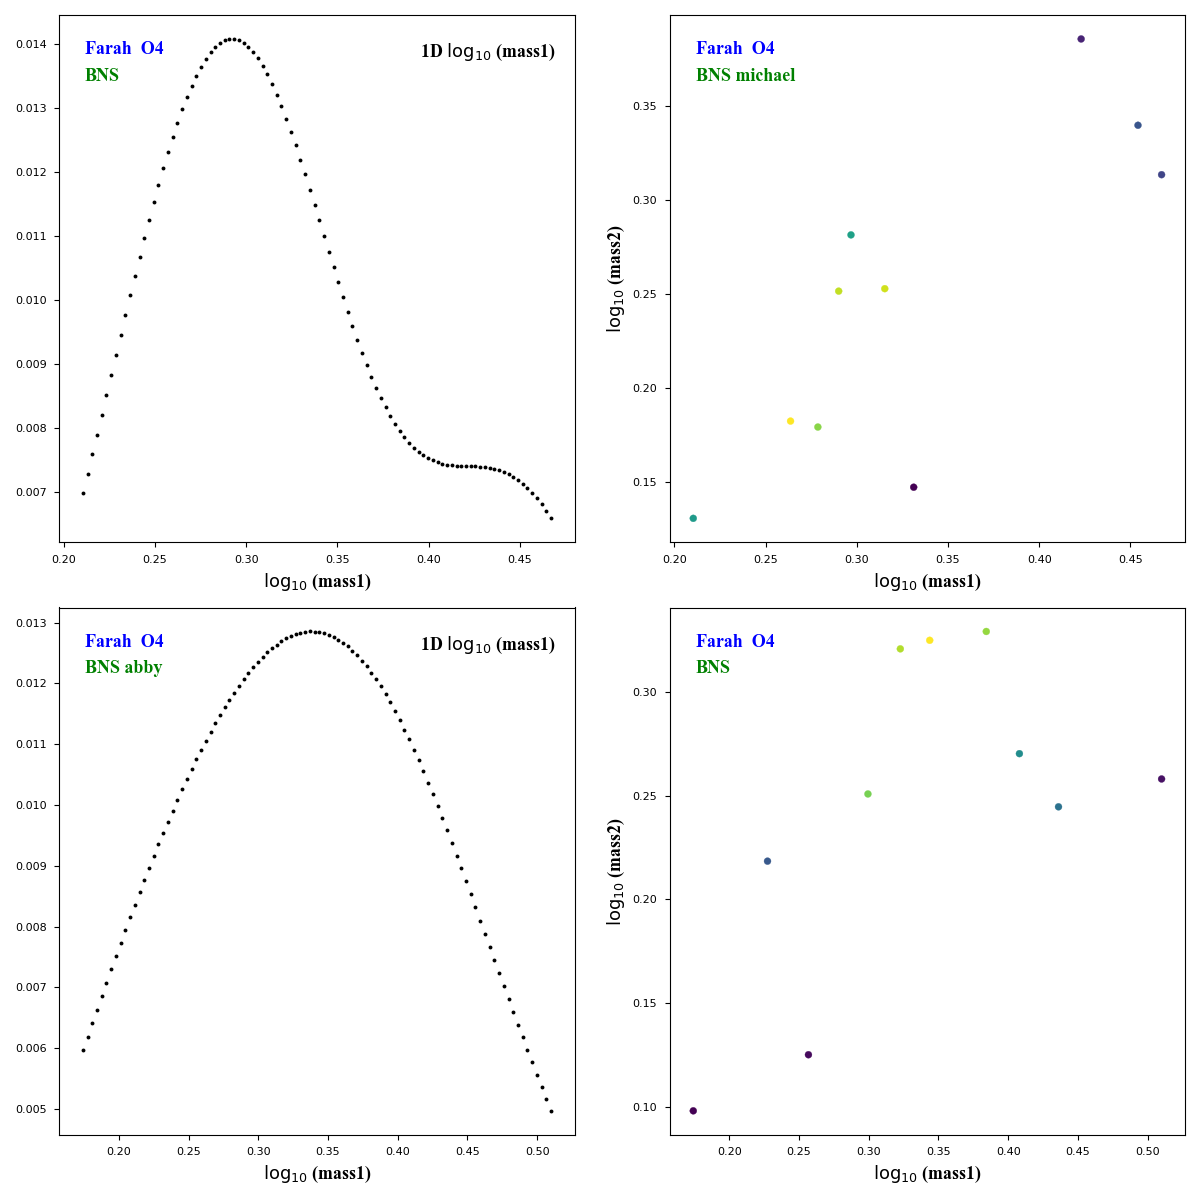 0.014
0.013
0.012
0.011
0.010
0.009
0.008
0.007
Farah  O4
BNS
1D log₁₀ (mass1)
0.20 0.25 0.30 0.35 0.40 0.45
log₁₀ (mass1)
0.35
0.30
0.25
0.20
0.15
log₁₀ (mass2)
Farah  O4
BNS michael
0.20 0.25 0.30 0.35 0.40 0.45
log₁₀ (mass1)
0.013
0.012
0.011
0.010
0.009
0.008
0.007
0.006
0.005
Farah  O4
BNS abby
1D log₁₀ (mass1)
0.20 0.25 0.30 0.35 0.40 0.45 0.50
log₁₀ (mass1)
0.30
0.25
0.20
0.15
0.10
log₁₀ (mass2)
Farah  O4
BNS
0.20 0.25 0.30 0.35 0.40 0.45 0.50
log₁₀ (mass1)